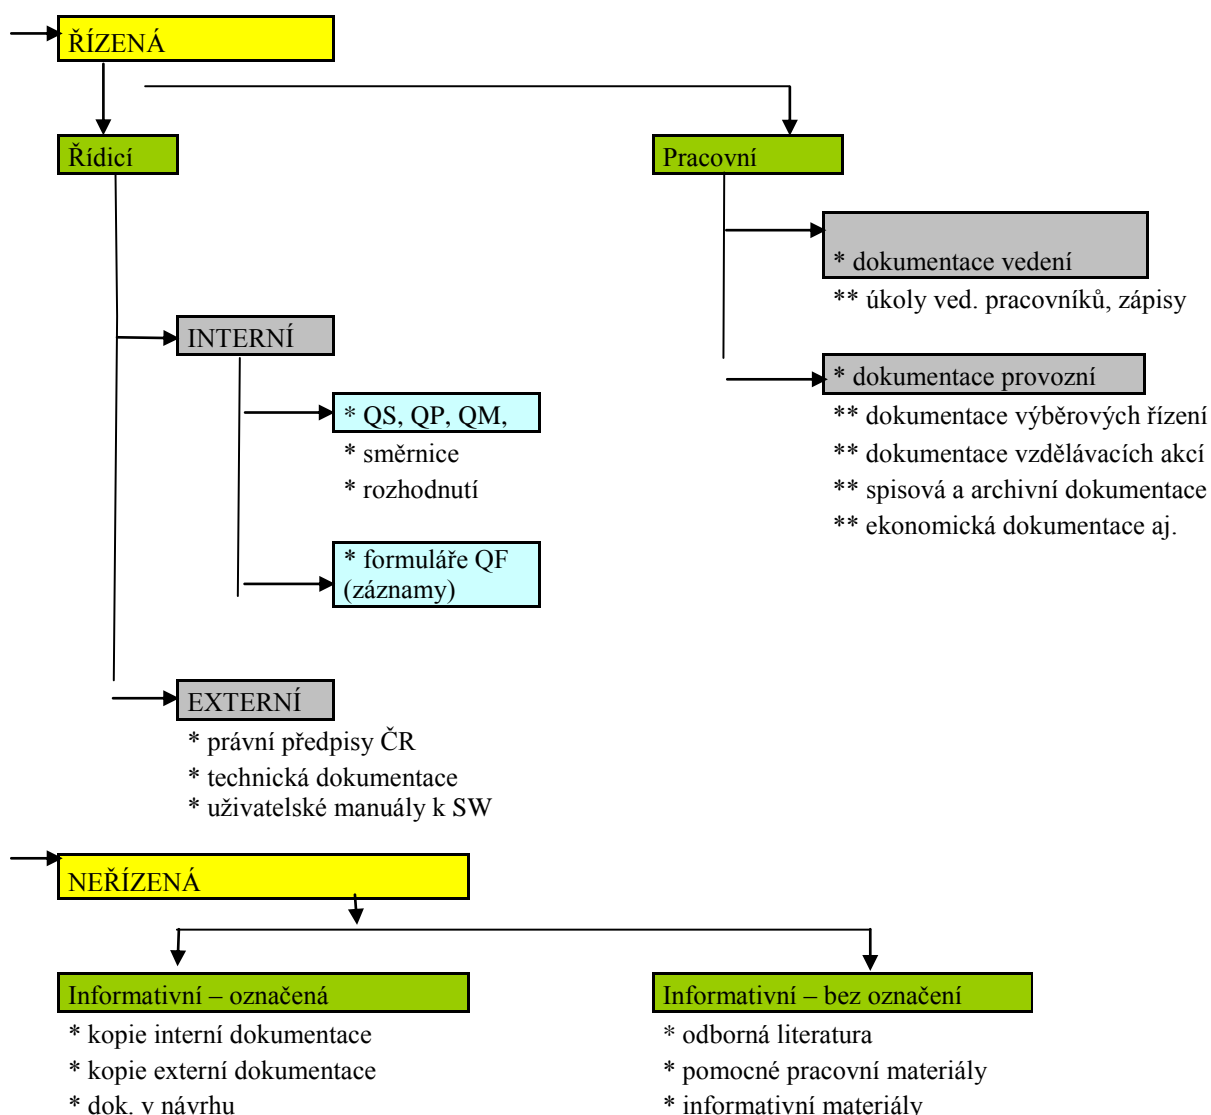 ŘÍZENÁ
Řídicí
Pracovní
* dokumentace vedení
** úkoly ved. pracovníků, zápisy
INTERNÍ
* dokumentace provozní
* QS, QP, QM,
** dokumentace výběrových řízení
* směrnice
** dokumentace vzdělávacích akcí
* rozhodnutí
** spisová a archivní dokumentace
** ekonomická dokumentace aj.
* formuláře QF
(záznamy)
EXTERNÍ
* právní předpisy ČR
* technická dokumentace
* uživatelské manuály k SW
NEŘÍZENÁ
Informativní – označená
* kopie interní dokumentace
* kopie externí dokumentace
* dok. v návrhu
Informativní – bez označení
* odborná literatura
* pomocné pracovní materiály
* informativní materiály